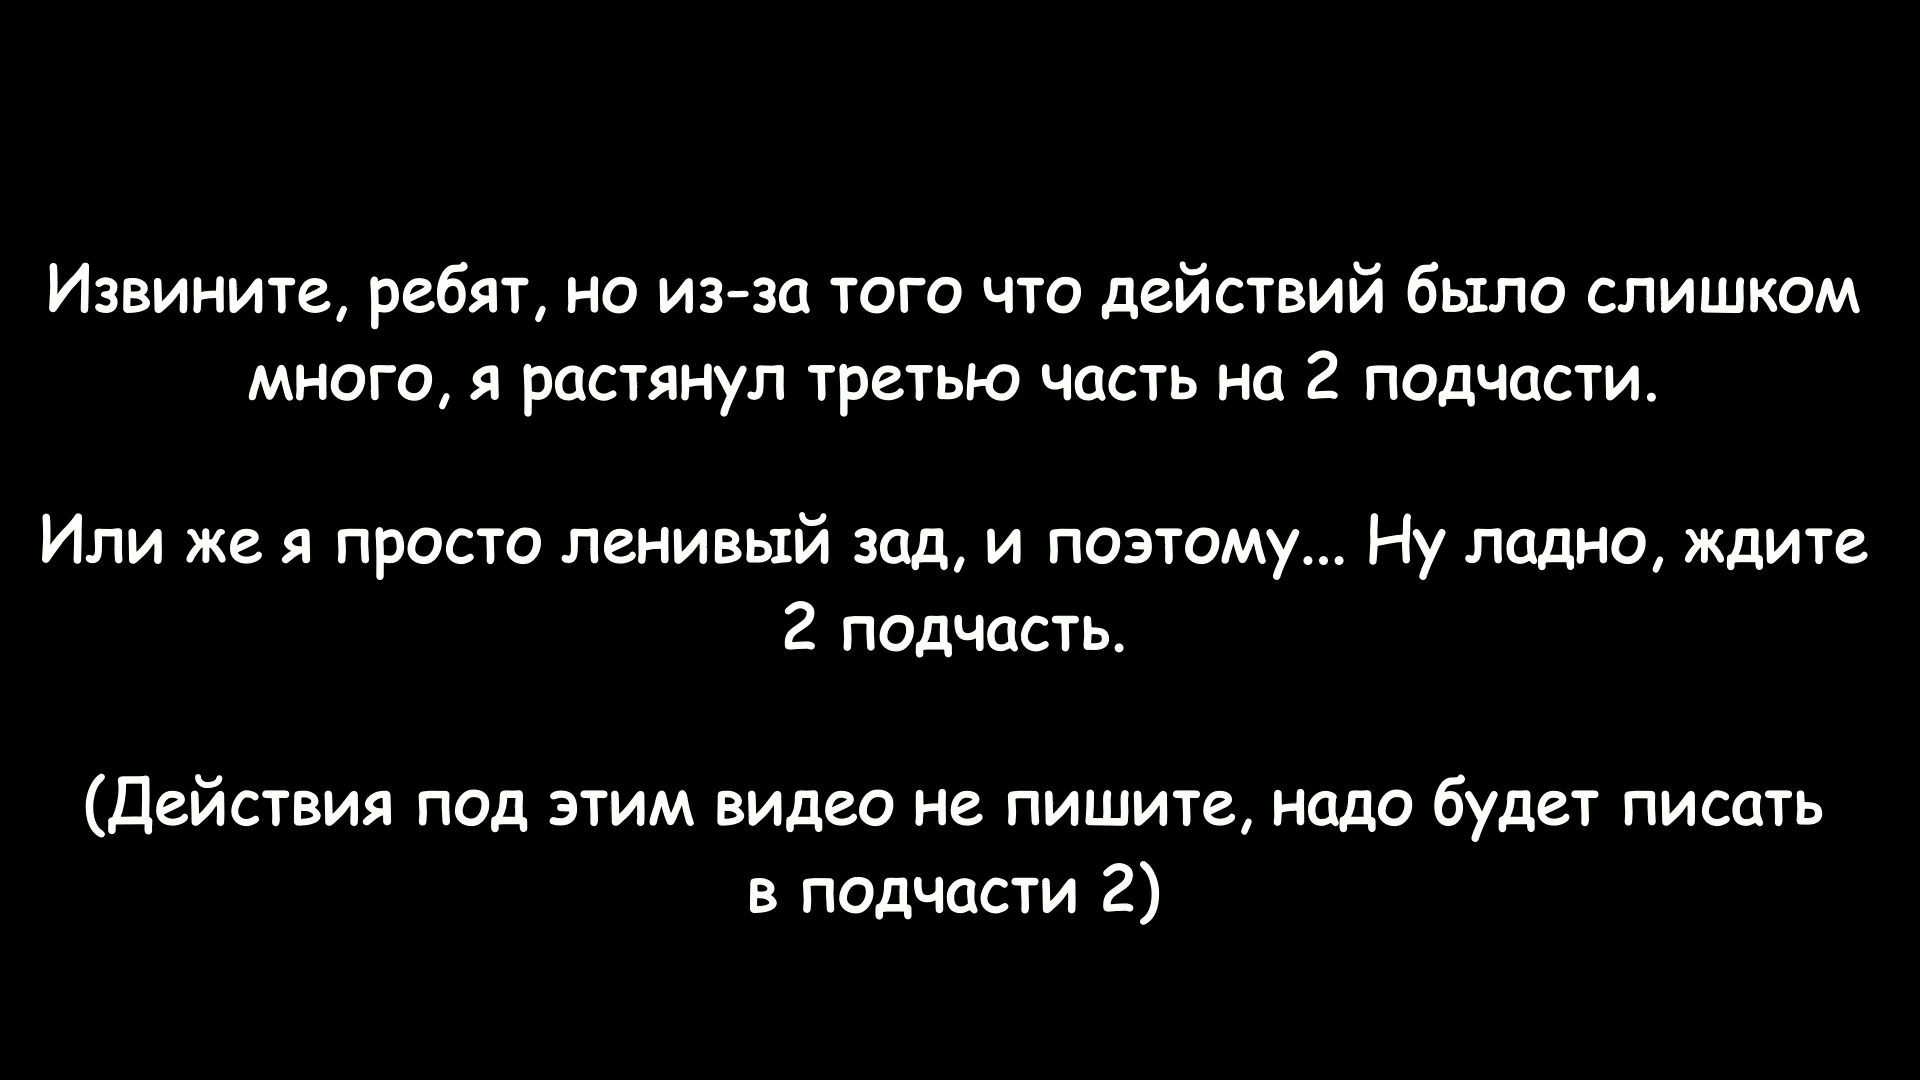 Извините, ребят, но из-за того что действий было слишком
много, я растянул третью часть на 2 подчасти.
Или же я просто ленивый зад, и поэтому... Ну ладно, ждите
2 подчасть.
(Действия под этим видео не пишите, надо будет писать
в подчасти 2)